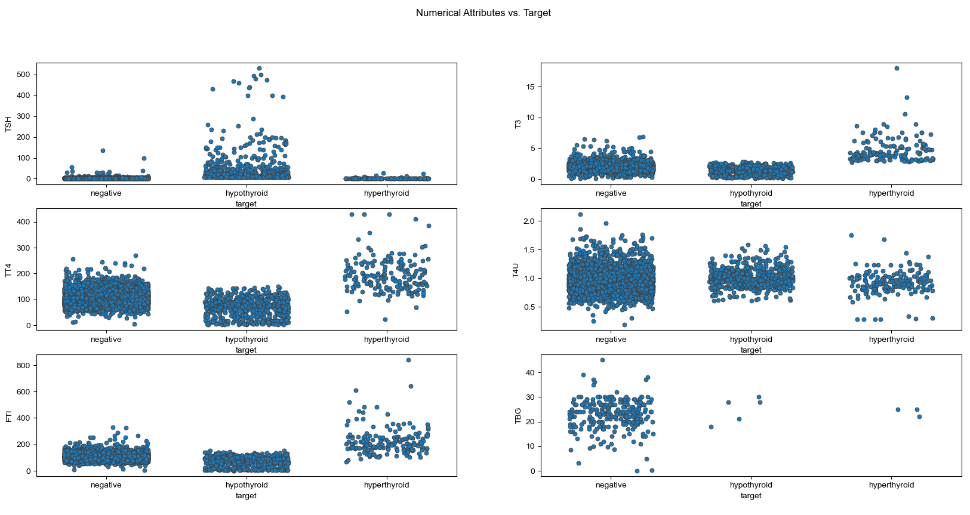 Numerical Attributes vs. Target
TSH
500
400
300
200
100
0
negative hypothyroid hyperthyroid
target
T3
15
10
5
0
negative hypothyroid hyperthyroid
target
TT4
400
300
200
100
0
negative hypothyroid hyperthyroid
target
T4U
2.0
1.5
1.0
0.5
negative hypothyroid hyperthyroid
target
FTI
800
600
400
200
0
negative hypothyroid hyperthyroid
target
TBG
40
30
20
10
0
negative hypothyroid hyperthyroid
target